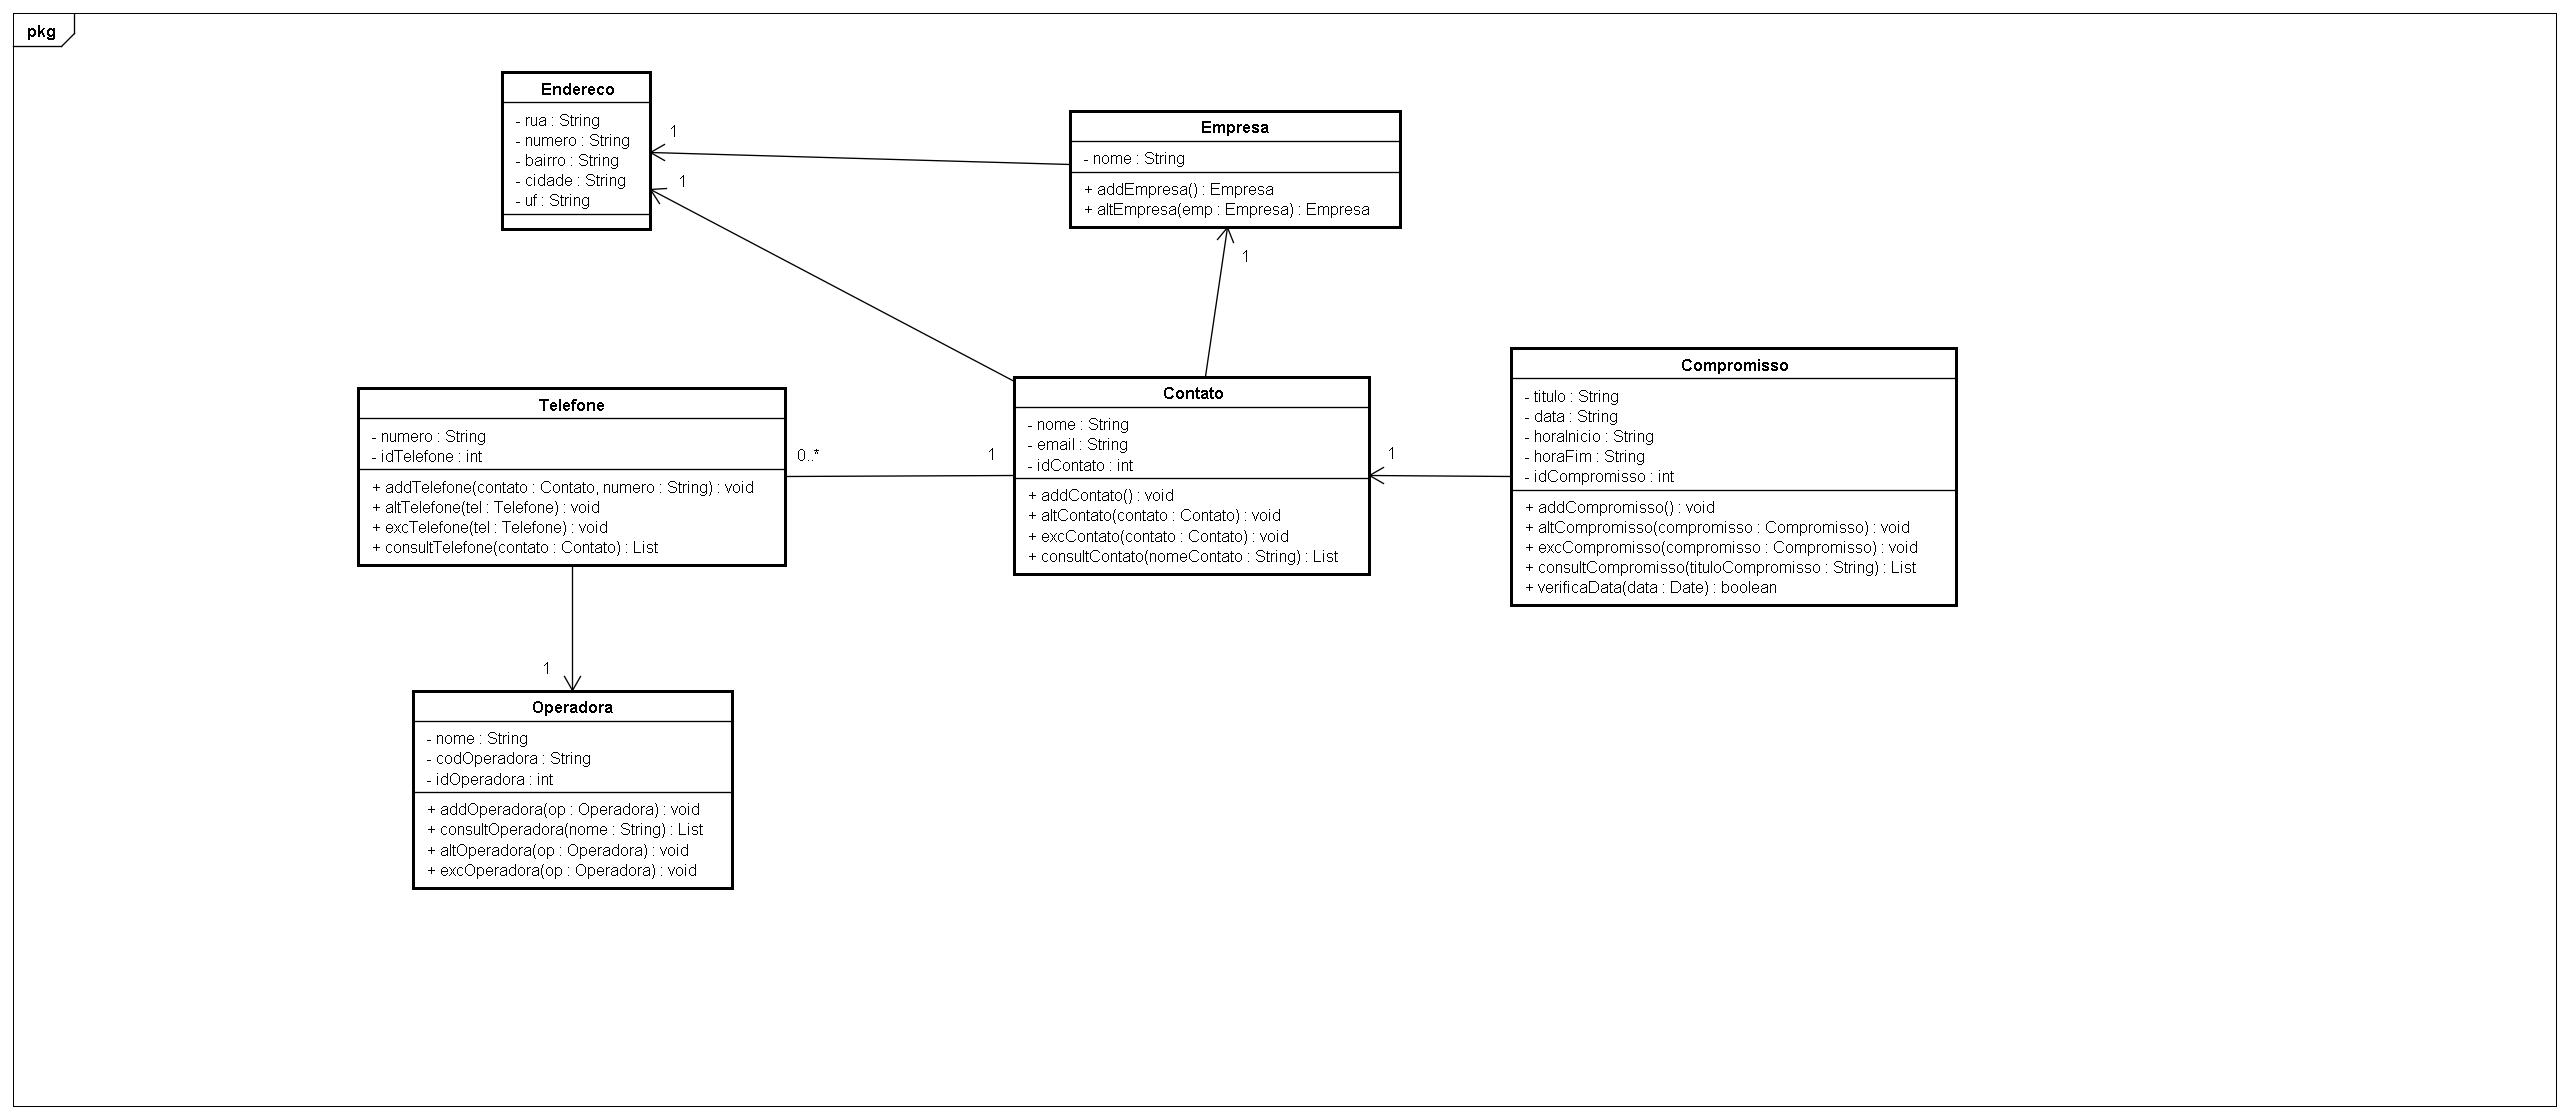 pkg
Endereco
- rua : String
- numero : String
- bairro : String
- cidade : String
- uf : String
1
1
Empresa
- nome : String
+ addEmpresa() : Empresa
+ altEmpresa(emp : Empresa) : Empresa
1
Telefone
- numero : String
- idTelefone : int
+ addTelefone(contato : Contato, numero : String) : void
+ altTelefone(tel : Telefone) : void
+ excTelefone(tel : Telefone) : void
+ consultTelefone(contato : Contato) : List
0..*
1
Contato
- nome : String
- email : String
- idContato : int
+ addContato() : void
+ altContato(contato : Contato) : void
+ excContato(contato : Contato) : void
+ consultContato(nomeContato : String) : List
1
Compromisso
- titulo : String
- data : String
- horaInicio : String
- horaFim : String
- idCompromisso : int
+ addCompromisso() : void
+ altCompromisso(compromisso : Compromisso) : void
+ excCompromisso(compromisso : Compromisso) : void
+ consultCompromisso(tituloCompromisso : String) : List
+ verificaData(data : Date) : boolean
1
Operadora
- nome : String
- codOperadora : String
- idOperadora : int
+ addOperadora(op : Operadora) : void
+ consultOperadora(nome : String) : List
+ altOperadora(op : Operadora) : void
+ excOperadora(op : Operadora) : void